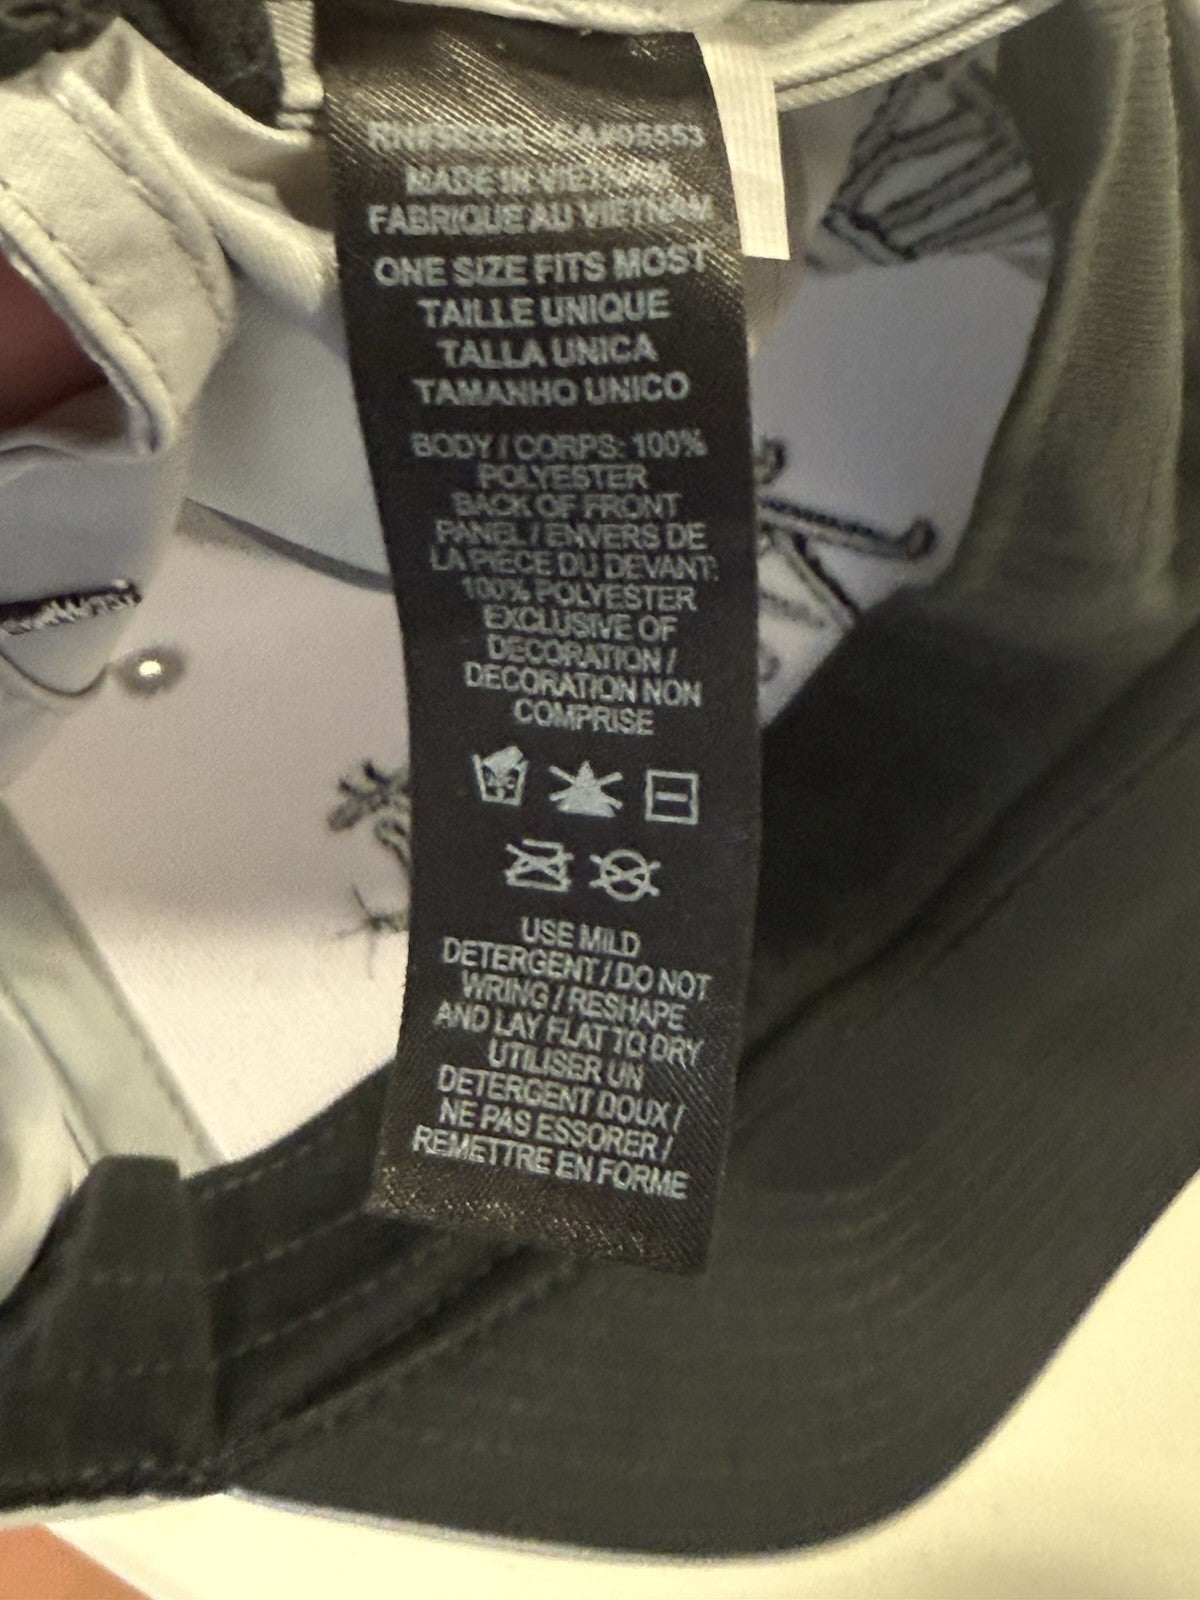 CA#05553
MADE IN VIETNAM
FABRIQUE AU VIETNAM
ONE SIZE FITS MOST
TAILLE UNIQUE
TALLA UNICA
TAMANHO UNICO
BODY / CORPS: 100%
POLYESTER
BACK OF FRONT
PANEL / ENVERS DE
LA PIÈCE DU DEVANT:
100% POLYESTER
EXCLUSIVE OF
DECORATION /
DECORATION NON
COMPRISE
USE MILD
DETERGENT / DO NOT
WRING / RESHAPE
AND LAY FLAT TO DRY
UTILISER UN
DETERGENT DOUX /
NE PAS ESSORER /
REMETTRE EN FORME